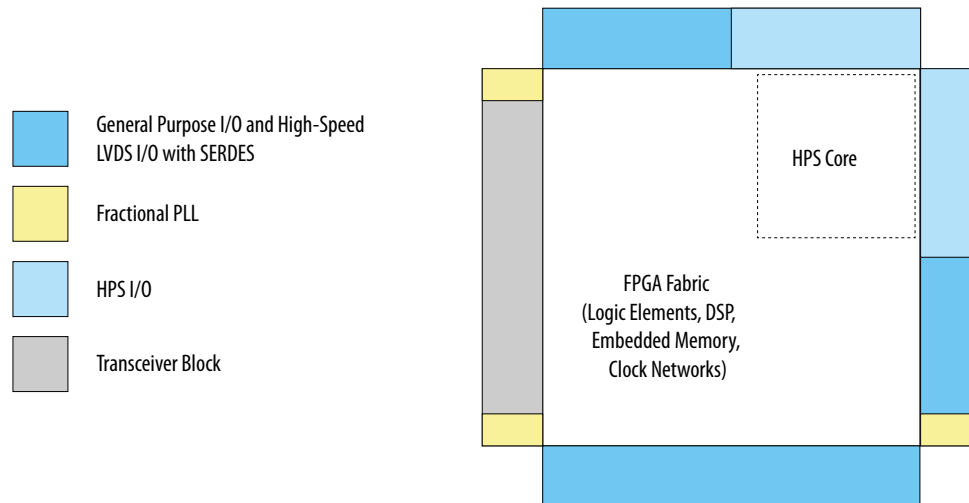 General Purpose I/O and High-Speed
LVDS I/O with SERDES
Fractional PLL
HPS I/O
Transceiver Block
HPS Core
FPGA Fabric
(Logic Elements, DSP,
Embedded Memory,
Clock Networks)